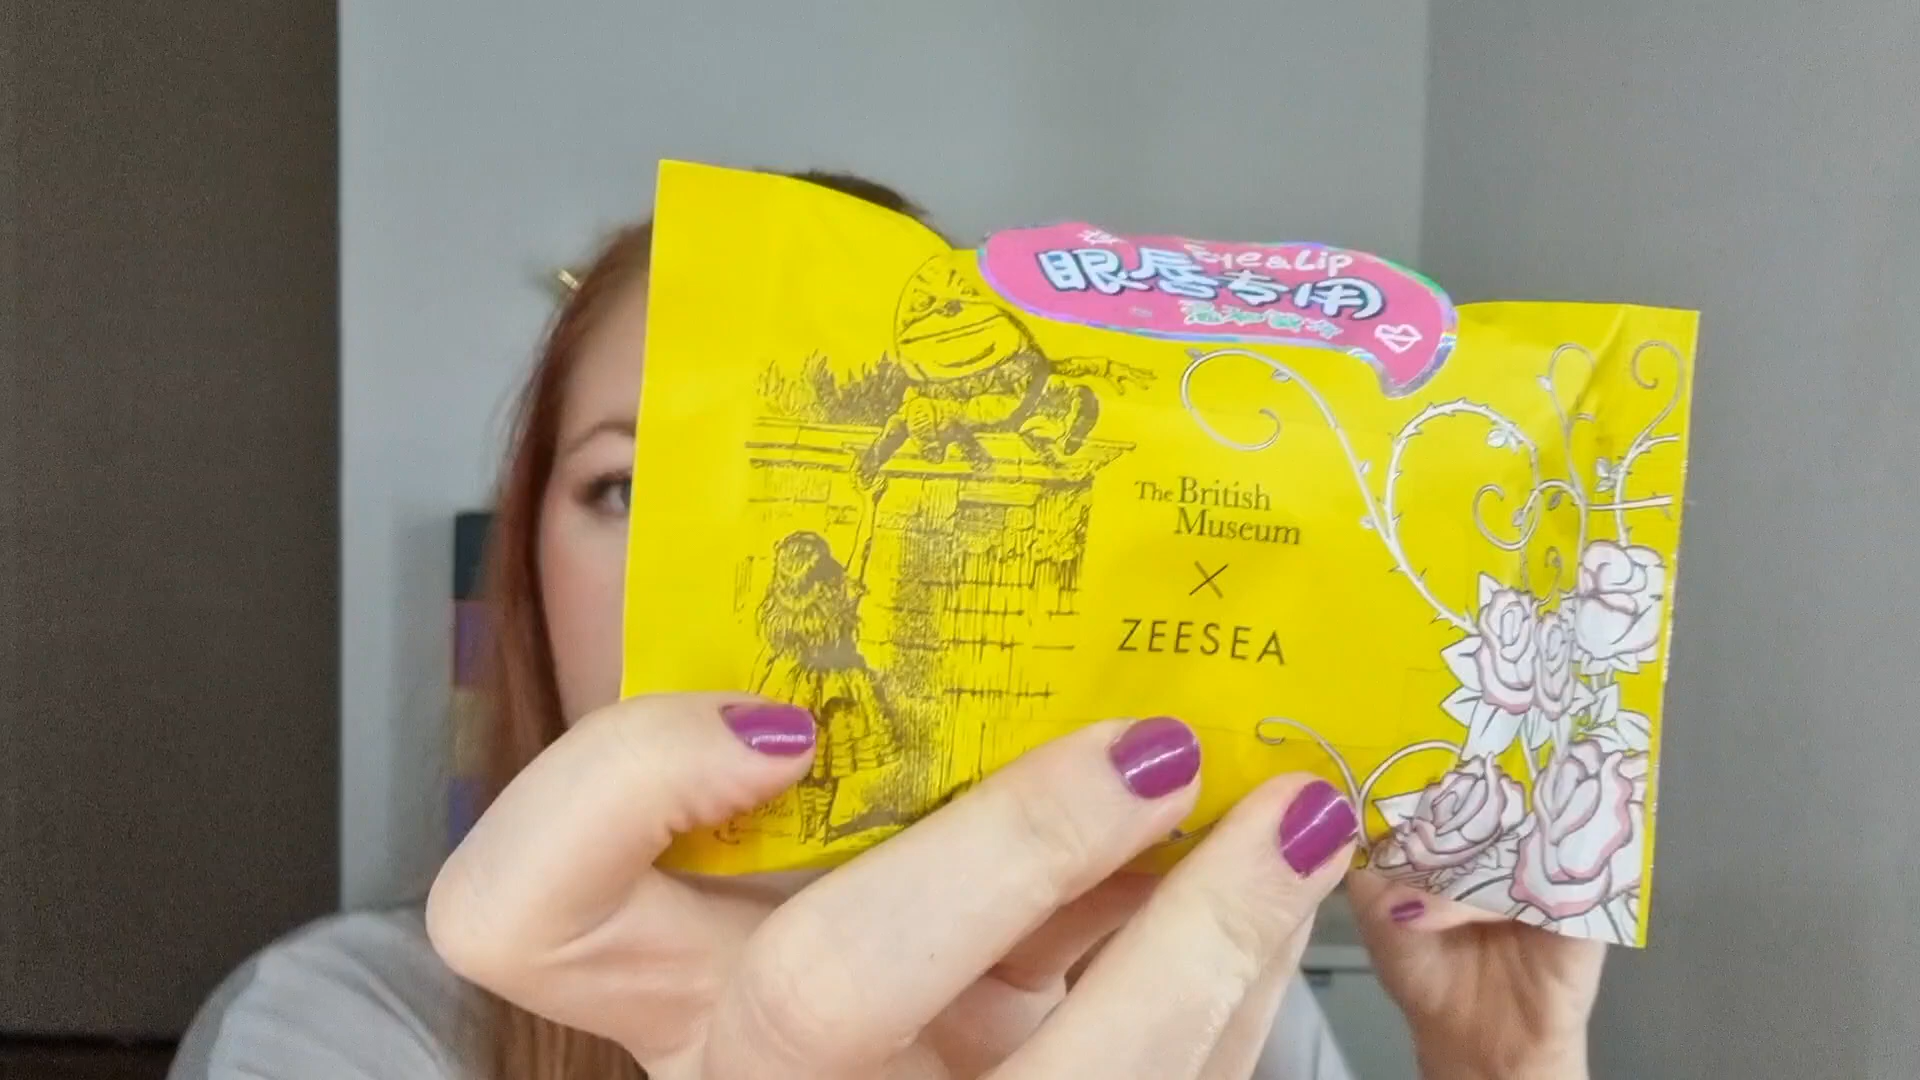 Eye&Lip
眼唇专用
The British
Museum
X
ZEESEA